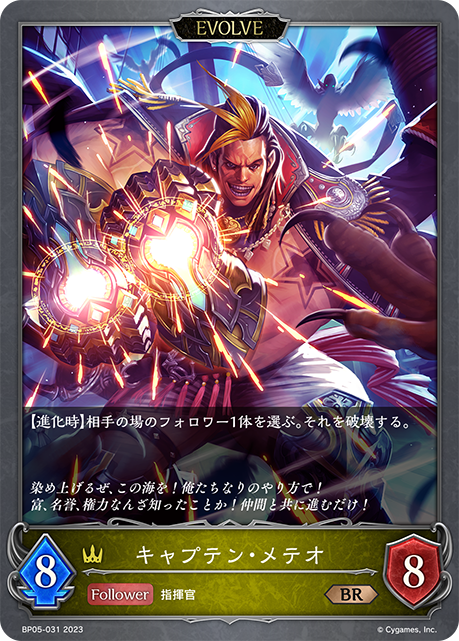 EVOLVE
【進化時】相手の場のフォロワー1体を選ぶ。それを破壊する。
染め上げるぜ、この海を！俺たちなりのやり方で！
富、名誉、権力なんざ知ったことか！仲間と共に進むだけ！
キャプテン・メテオ
8
8
Follower 指揮官
BR
BP05-031 2023
© Cygames, Inc.